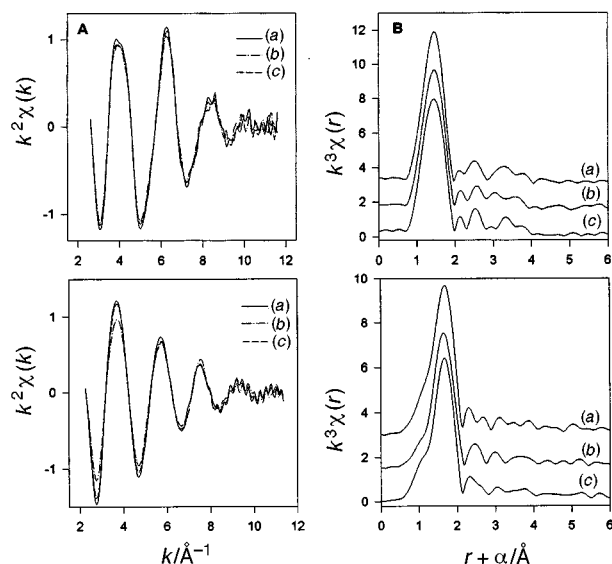 A
(a)
(b)
(c)
k²χ(k)
1
0
-1
2 4 6 8 10 12
B
k³χ(r)
12
10
8
6
4
2
0
(a)
(b)
(c)
0 1 2 3 4 5 6
(a)
(b)
(c)
k²χ(k)
1
0
-1
2 4 6 8 10 12
k/Å⁻¹
k³χ(r)
10
8
6
4
2
0
(a)
(b)
(c)
0 1 2 3 4 5 6
r + α/Å